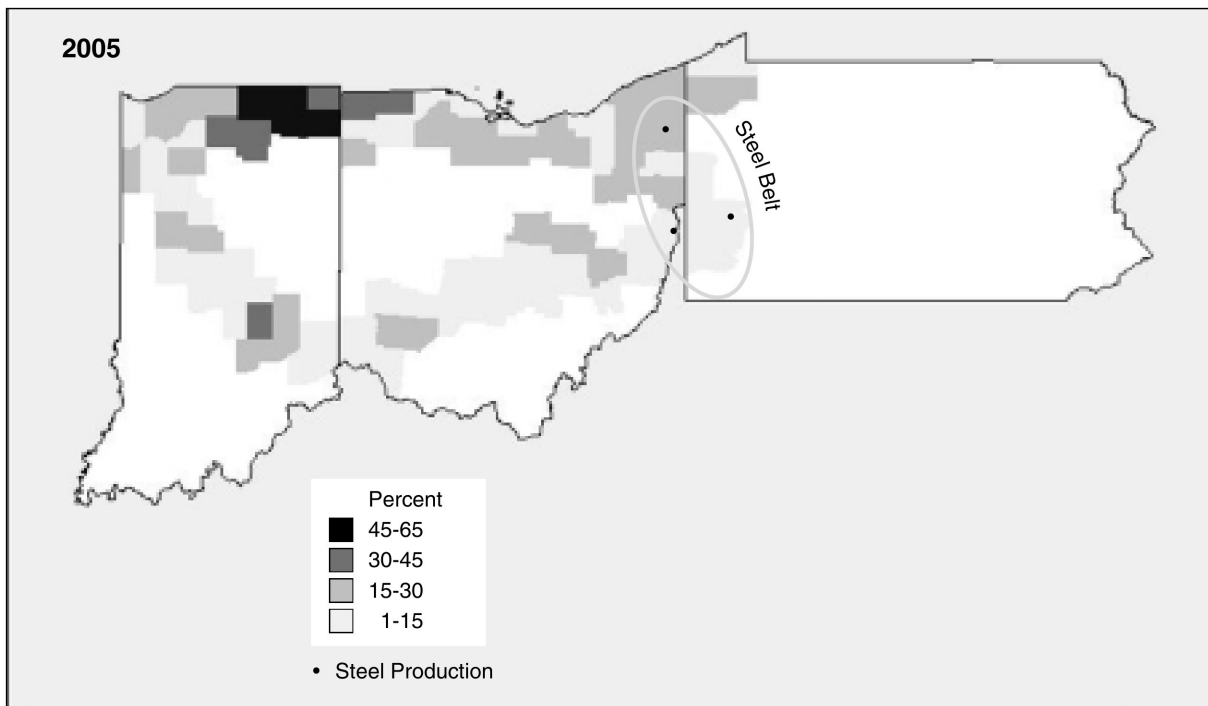 2005
Steel Belt
Percent
45-65
30-45
15-30
1-15
• Steel Production